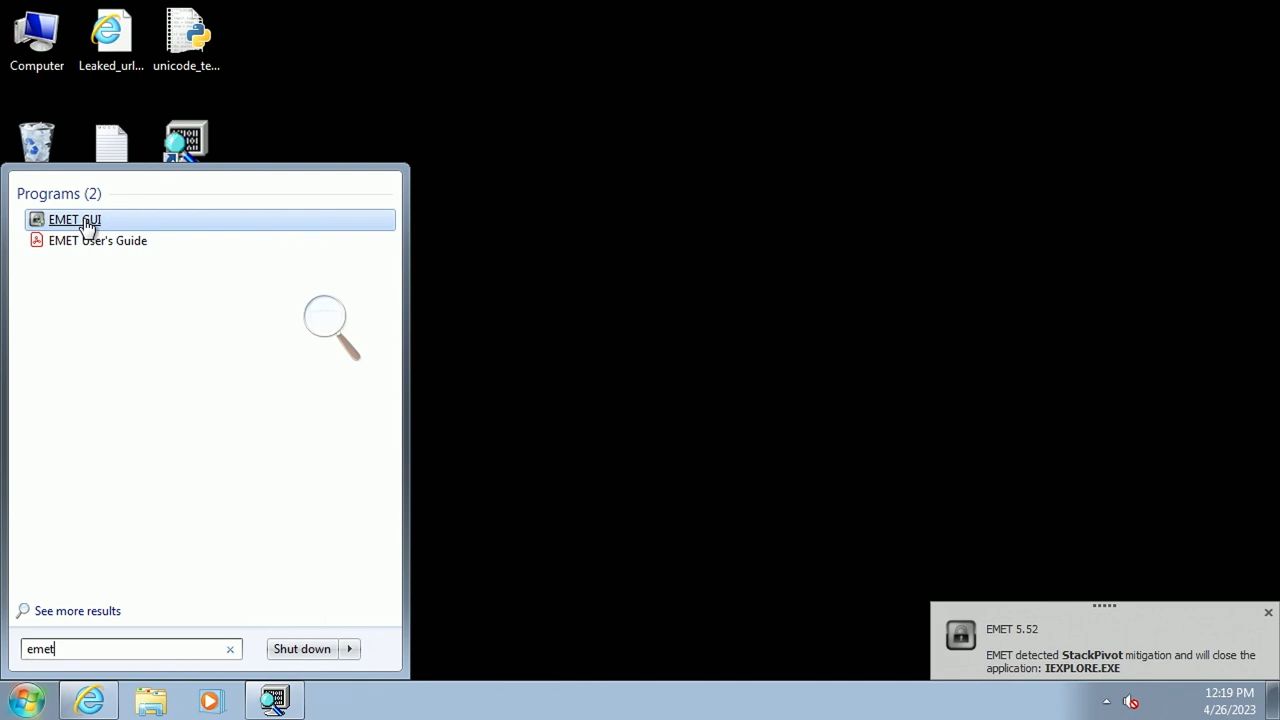 Computer
Leaked_url...
unicode_te...
Programs (2)
EMET GUI
EMET User's Guide
See more results
emet
Shut down
EMET 5.52
EMET detected StackPivot mitigation and will close the
application: IEXPLORE.EXE
12:19 PM
4/26/2023